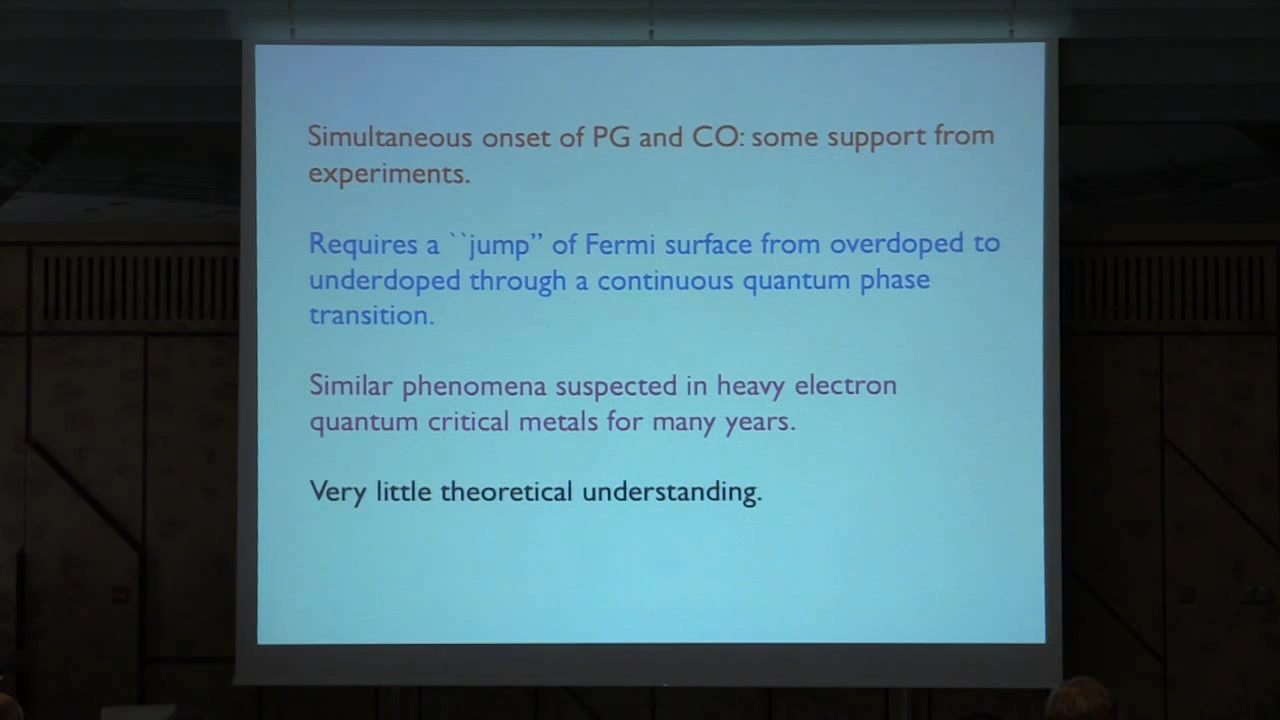 Simultaneous onset of PG and CO: some support from
experiments.
Requires a ``jump” of Fermi surface from overdoped to
underdoped through a continuous quantum phase
transition.
Similar phenomena suspected in heavy electron
quantum critical metals for many years.
Very little theoretical understanding.